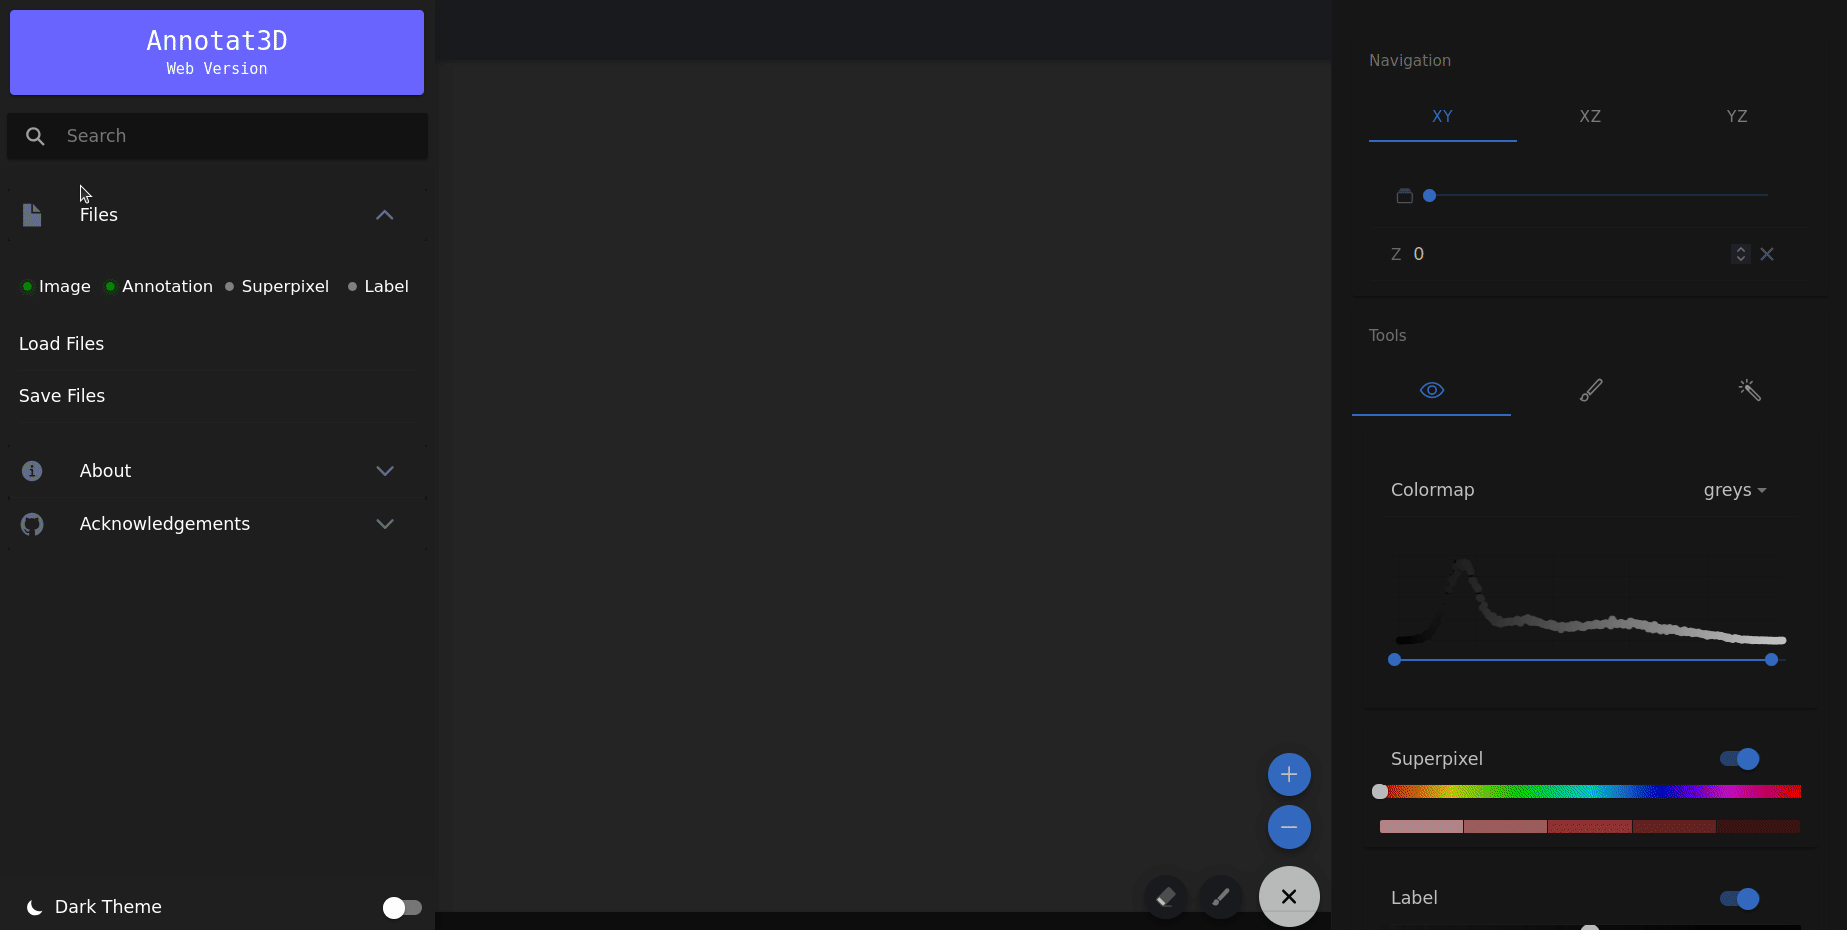 Annotat3D
Web Version
Search
Files
Image Annotation Superpixel Label
Load Files
Save Files
About
Acknowledgements
Dark Theme
Navigation
XY XZ YZ
Z 0
Tools
Colormap greys
Superpixel
Label